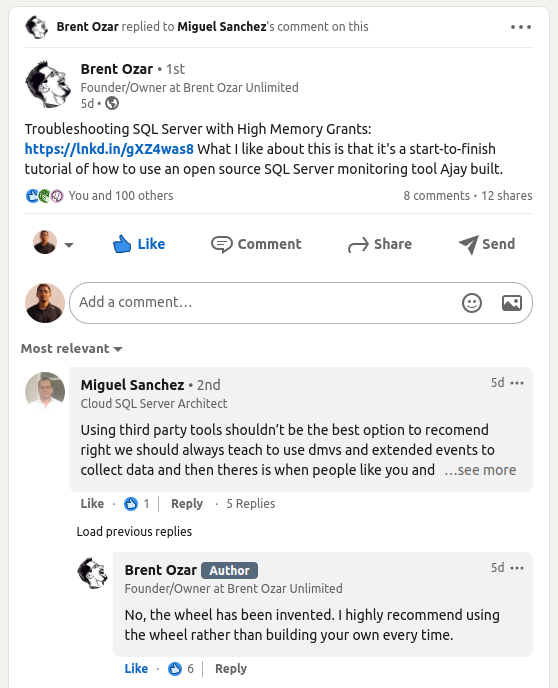 Brent Ozar replied to Miguel Sanchez's comment on this
Brent Ozar • 1st
Founder/Owner at Brent Ozar Unlimited
5d •
Troubleshooting SQL Server with High Memory Grants:
https://lnkd.in/gXZ4was8 What I like about this is that it's a start-to-finish
tutorial of how to use an open source SQL Server monitoring tool Ajay built.
You and 100 others
8 comments • 12 shares
Like
Comment
Share
Send
Add a comment…
Most relevant
Miguel Sanchez • 2nd
5d
Cloud SQL Server Architect
Using third party tools shouldn’t be the best option to recomend
right we should always teach to use dmvs and extended events to
collect data and then theres is when people like you and …see more
Like · 1 | Reply · 5 Replies
Load previous replies
Brent Ozar Author
5d
Founder/Owner at Brent Ozar Unlimited
No, the wheel has been invented. I highly recommend using
the wheel rather than building your own every time.
Like · 6 | Reply